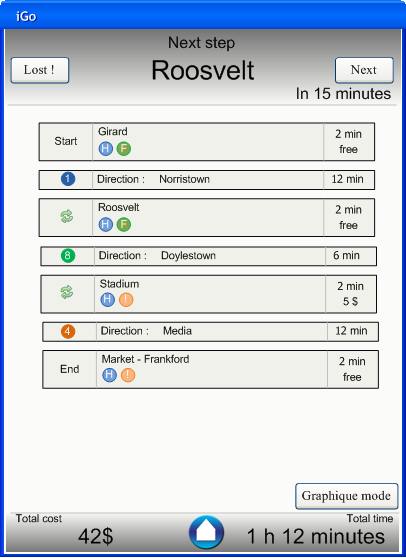 iGo
Next step
Lost !
Roosvelt
Next
In 15 minutes
Start
Girard
H F
2 min
free
1 Direction : Norristown 12 min
Roosvelt
H F
2 min
free
8 Direction : Doylestown 6 min
Stadium
H !
2 min
5 $
4 Direction : Media 12 min
End
Market - Frankford
H !
2 min
free
Graphique mode
Total cost
42$
Total time
1 h 12 minutes